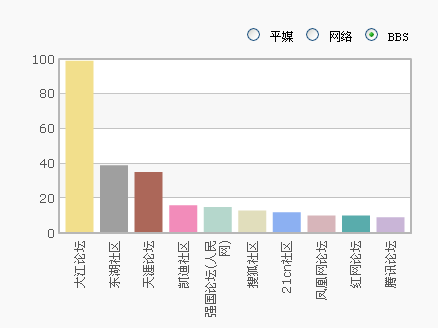 平媒 网络 BBS
100
80
60
40
20
0
大江论坛
东湖社区
天涯论坛
凯迪社区
强国论坛(人民
网)
搜狐社区
21cn社区
凤凰网论坛
红网论坛
腾讯论坛